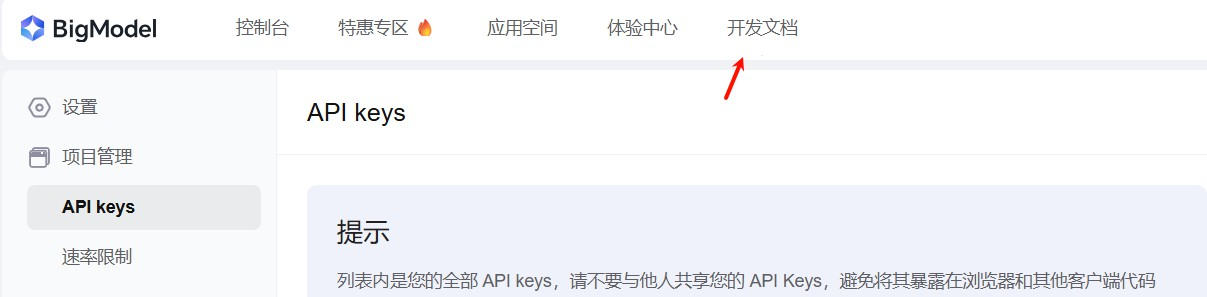 BigModel 控制台 特惠专区 应用空间 体验中心 开发文档
设置
API keys
项目管理
API keys
速率限制
提示
列表内是您的全部 API keys，请不要与他人共享您的 API Keys，避免将其暴露在浏览器和其他客户端代码